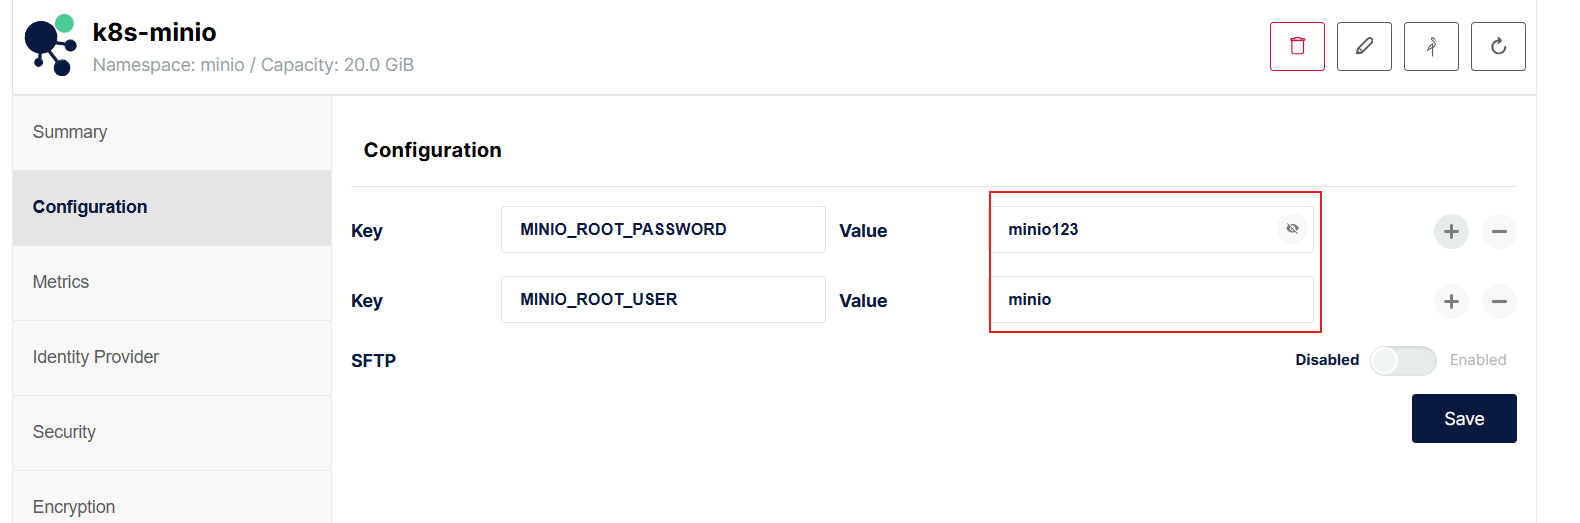 k8s-minio
Namespace: minio / Capacity: 20.0 GiB
Summary
Configuration
Metrics
Identity Provider
Security
Encryption
Configuration
Key MINIO_ROOT_PASSWORD Value minio123
Key MINIO_ROOT_USER Value minio
SFTP Disabled Enabled
Save